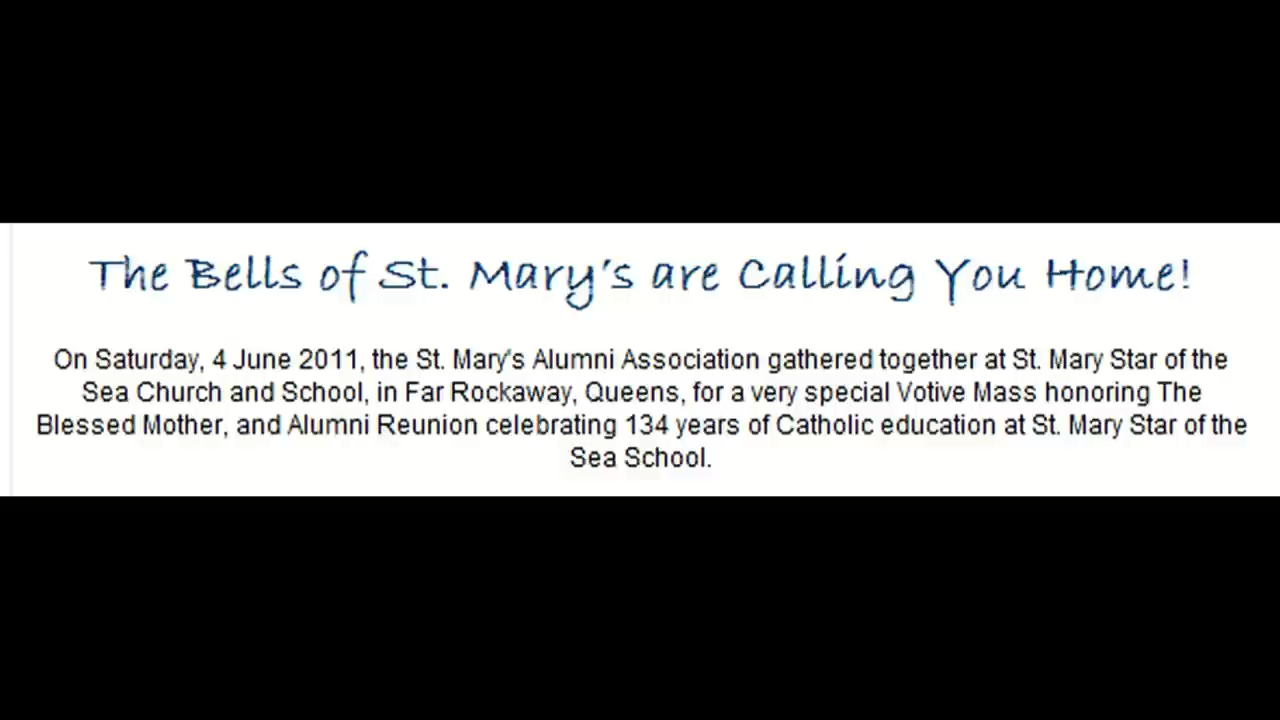 The Bells of St. Mary's are Calling You Home!
On Saturday, 4 June 2011, the St. Mary's Alumni Association gathered together at St. Mary Star of the
Sea Church and School, in Far Rockaway, Queens, for a very special Votive Mass honoring The
Blessed Mother, and Alumni Reunion celebrating 134 years of Catholic education at St. Mary Star of the
Sea School.